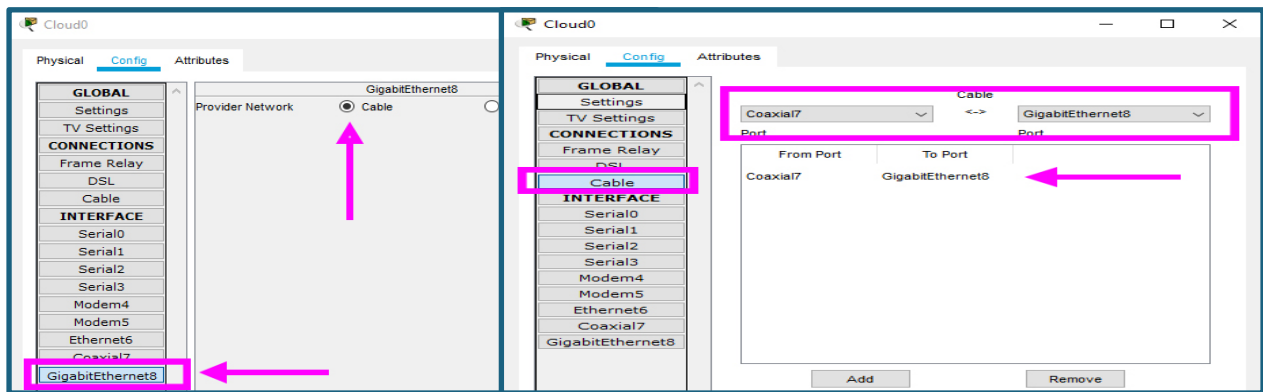 Cloud0
Physical Config Attributes
GLOBAL
Settings
TV Settings
CONNECTIONS
Frame Relay
DSL
Cable
INTERFACE
Serial0
Serial1
Serial2
Serial3
Modem4
Modem5
Ethernet6
Coaxial7
GigabitEthernet8
GigabitEthernet8
Provider Network Cable
Cloud0
Physical Config Attributes
GLOBAL
Settings
TV Settings
CONNECTIONS
Frame Relay
DSL
Cable
INTERFACE
Serial0
Serial1
Serial2
Serial3
Modem4
Modem5
Ethernet6
Coaxial7
GigabitEthernet8
Cable
Coaxial7 <-> GigabitEthernet8
Port Port
From Port To Port
Coaxial7 GigabitEthernet8
Add Remove